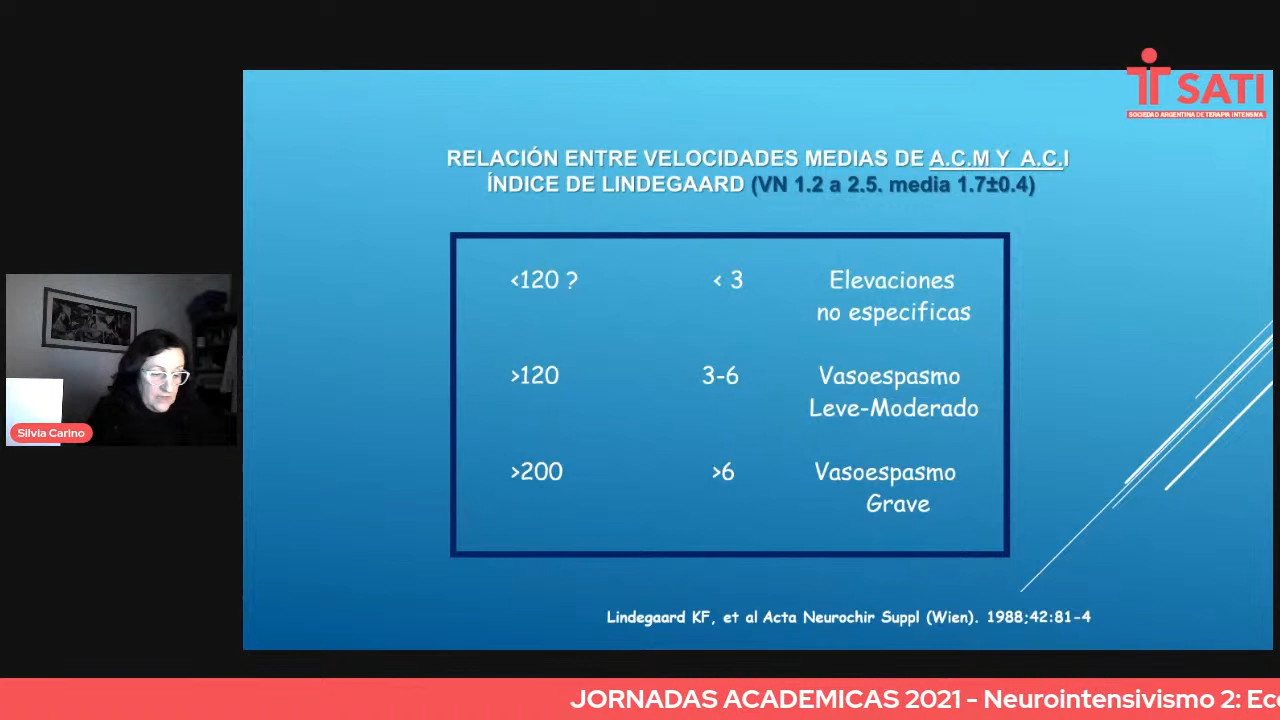 SATI
SOCIEDAD ARGENTINA DE TERAPIA INTENSIVA
RELACIÓN ENTRE VELOCIDADES MEDIAS DE A.C.M Y A.C.I
ÍNDICE DE LINDEGAARD (VN 1.2 a 2.5. media 1.7±0.4)
<120 ? < 3 Elevaciones
no especificas
>120 3-6 Vasoespasmo
Leve-Moderado
>200 >6 Vasoespasmo
Grave
Lindegaard KF, et al Acta Neurochir Suppl (Wien). 1988;42:81-4
Silvia Carino
JORNADAS ACADEMICAS 2021 - Neurointensivismo 2: Eco